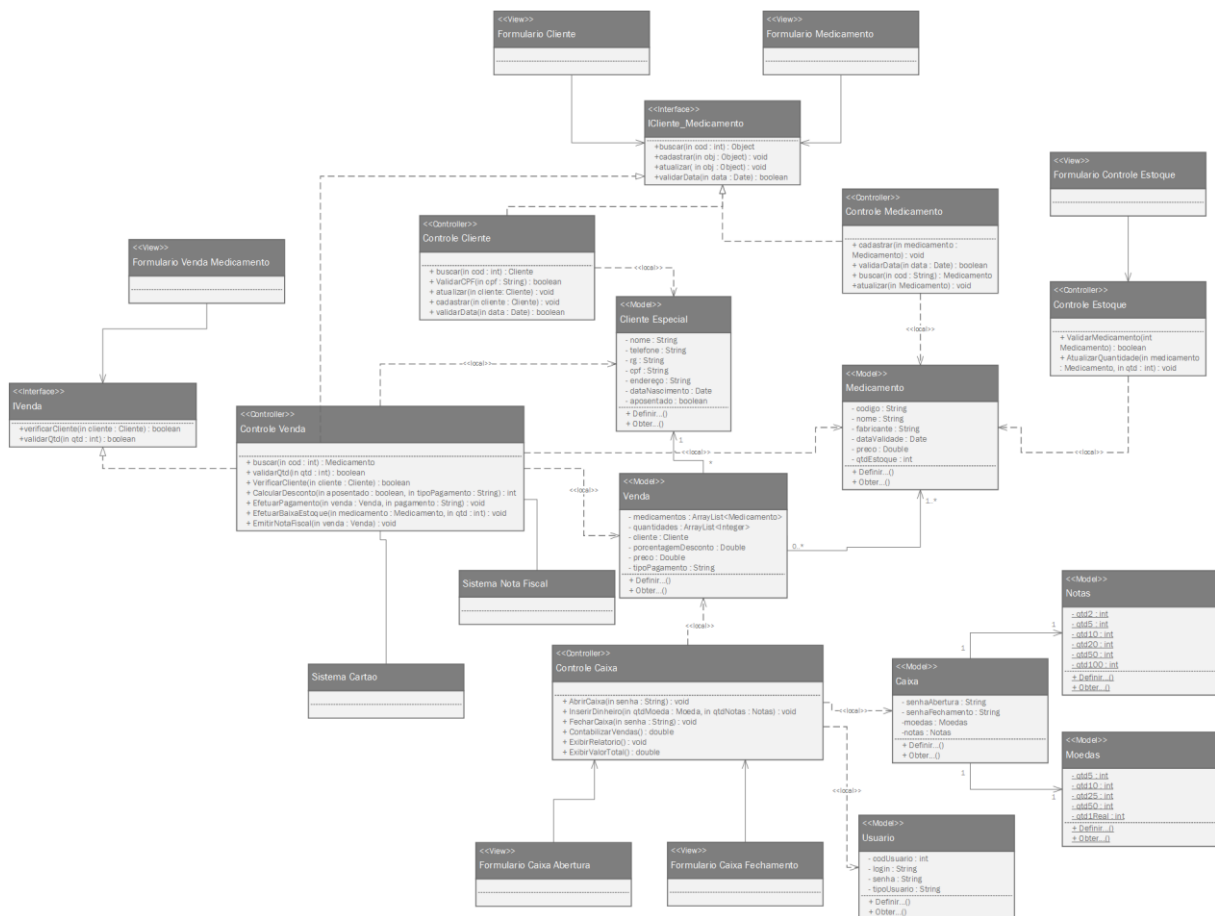 <<View>>
Formulario Cliente
<<View>>
Formulario Medicamento
<<Interface>>
ICliente_Medicamento
+buscar(in cod : int) : Object
+cadastrar(in obj : Object) : void
+atualizar( in obj : Object) : void
+validarData(in data : Date) : boolean
<<View>>
Formulario Controle Estoque
<<Controller>>
Controle Medicamento
+ cadastrar(in medicamento :
Medicamento) : void
+ validarData(in data : Date) : boolean
+ buscar(in cod : String) : Medicamento
+atualizar(in Medicamento) : void
<<Controller>>
Controle Cliente
+ buscar(in cod : int) : Cliente
+ ValidarCPF(in cpf : String) : boolean
+ atualizar(in cliente: Cliente) : void
+ cadastrar(in cliente : Cliente) : void
+ validarData(in data : Date) : boolean
<<View>>
Formulario Venda Medicamento
<<local>>
<<Controller>>
Controle Estoque
+ ValidarMedicamento(int
Medicamento) : boolean
+ AtualizarQuantidade(in medicamento
: Medicamento, in qtd : int) : void
<<Model>>
Cliente Especial
- nome : String
- telefone : String
- rg : String
- cpf : String
- endereço : String
- dataNascimento : Date
- aposentado : boolean
+ Definir...()
+ Obter...()
<<local>>
<<local>>
<<Model>>
Medicamento
- codigo : String
- nome : String
- fabricante : String
- dataValidade : Date
- preco : Double
- qtdEstoque : int
+ Definir...()
+ Obter...()
<<Interface>>
IVenda
+verificarCliente(in cliente : Cliente) : boolean
+validarQtd(in qtd : int) : boolean
<<Controller>>
Controle Venda
+ buscar(in cod : int) : Medicamento
+ validarQtd(in qtd : int) : boolean
+ VerificarCliente(in cliente : Cliente) : boolean
+ CalcularDesconto(in aposentado : boolean, in tipoPagamento : String) : int
+ EfetuarPagamento(in venda : Venda, in pagamento : String) : void
+ EfetuarBaixaEstoque(in medicamento : Medicamento, in qtd : int) : void
+ EmitirNotaFiscal(in venda : Venda) : void
<<local>>
<<local>>
<<local>>
1
*
<<Model>>
Venda
- medicamentos : ArrayList<Medicamento>
- quantidades : ArrayList<Integer>
- cliente : Cliente
- porcentagemDesconto : Double
- preco : Double
- tipoPagamento : String
+ Definir...()
+ Obter...()
0..*
1..*
Sistema Nota Fiscal
<<local>>
Sistema Cartao
<<Controller>>
Controle Caixa
+ AbrirCaixa(in senha : String) : void
+ InserirDinheiro(in qtdMoeda : Moeda, in qtdNotas : Notas) : void
+ FecharCaixa(in senha : String) : void
+ ContabilizarVendas() : double
+ ExibirRelatorio() : void
+ ExibirValorTotal() : double
<<local>>
<<local>>
<<Model>>
Caixa
- senhaAbertura : String
- senhaFechamento : String
-moedas : Moedas
-notas : Notas
+ Definir...()
+ Obter...()
1
1
<<Model>>
Notas
- qtd2 : int
- qtd5 : int
- qtd10 : int
- qtd20 : int
- qtd50 : int
- qtd100 : int
+ Definir...()
+ Obter...()
1
1
<<Model>>
Moedas
- qtd5 : int
- qtd10 : int
- qtd25 : int
- qtd50 : int
- qtd1Real : int
+ Definir...()
+ Obter...()
<<View>>
Formulario Caixa Abertura
<<View>>
Formulario Caixa Fechamento
<<Model>>
Usuario
- codUsuario : int
- login : String
- senha : String
- tipoUsuario : String
+ Definir...()
+ Obter...()